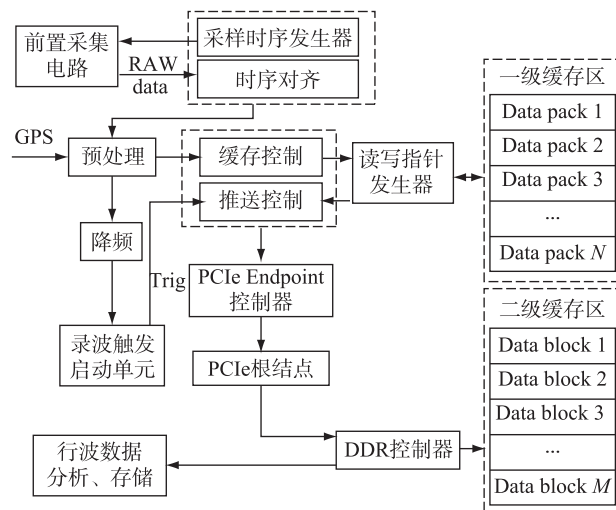 前置采集
电路
采样时序发生器
RAW
data
时序对齐
GPS
预处理
缓存控制
推送控制
读写指针
发生器
一级缓存区
Data pack 1
Data pack 2
Data pack 3
...
Data pack N
降频
Trig
录波触发
启动单元
PCIe Endpoint
控制器
PCIe根结点
DDR控制器
行波数据
分析、存储
二级缓存区
Data block 1
Data block 2
Data block 3
...
Data block M